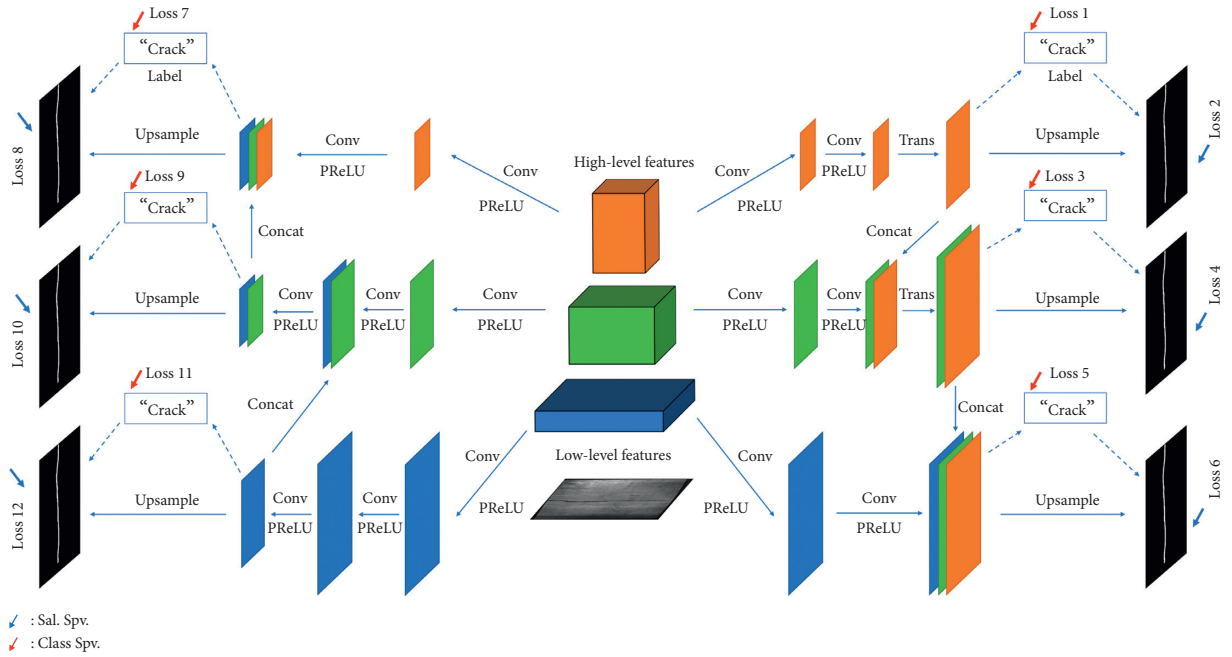 Loss 7
Loss 1
“Crack”
“Crack”
Label
Label
Loss 2
Loss 8
Upsample
Conv
PReLU
High-level features
Conv
PReLU
Conv
PReLU
Conv
PReLU
Trans
Upsample
Loss 9
Loss 3
“Crack”
“Crack”
Concat
Concat
Loss 4
Loss 10
Upsample
Conv
PReLU
Conv
PReLU
Conv
PReLU
Conv
PReLU
Conv
PReLU
Trans
Upsample
Loss 11
Loss 5
“Crack”
“Crack”
Concat
Concat
Low-level features
Loss 6
Loss 12
Upsample
Conv
PReLU
Conv
PReLU
Conv
PReLU
Conv
PReLU
Conv
PReLU
Upsample
: Sal. Spv.
: Class Spv.